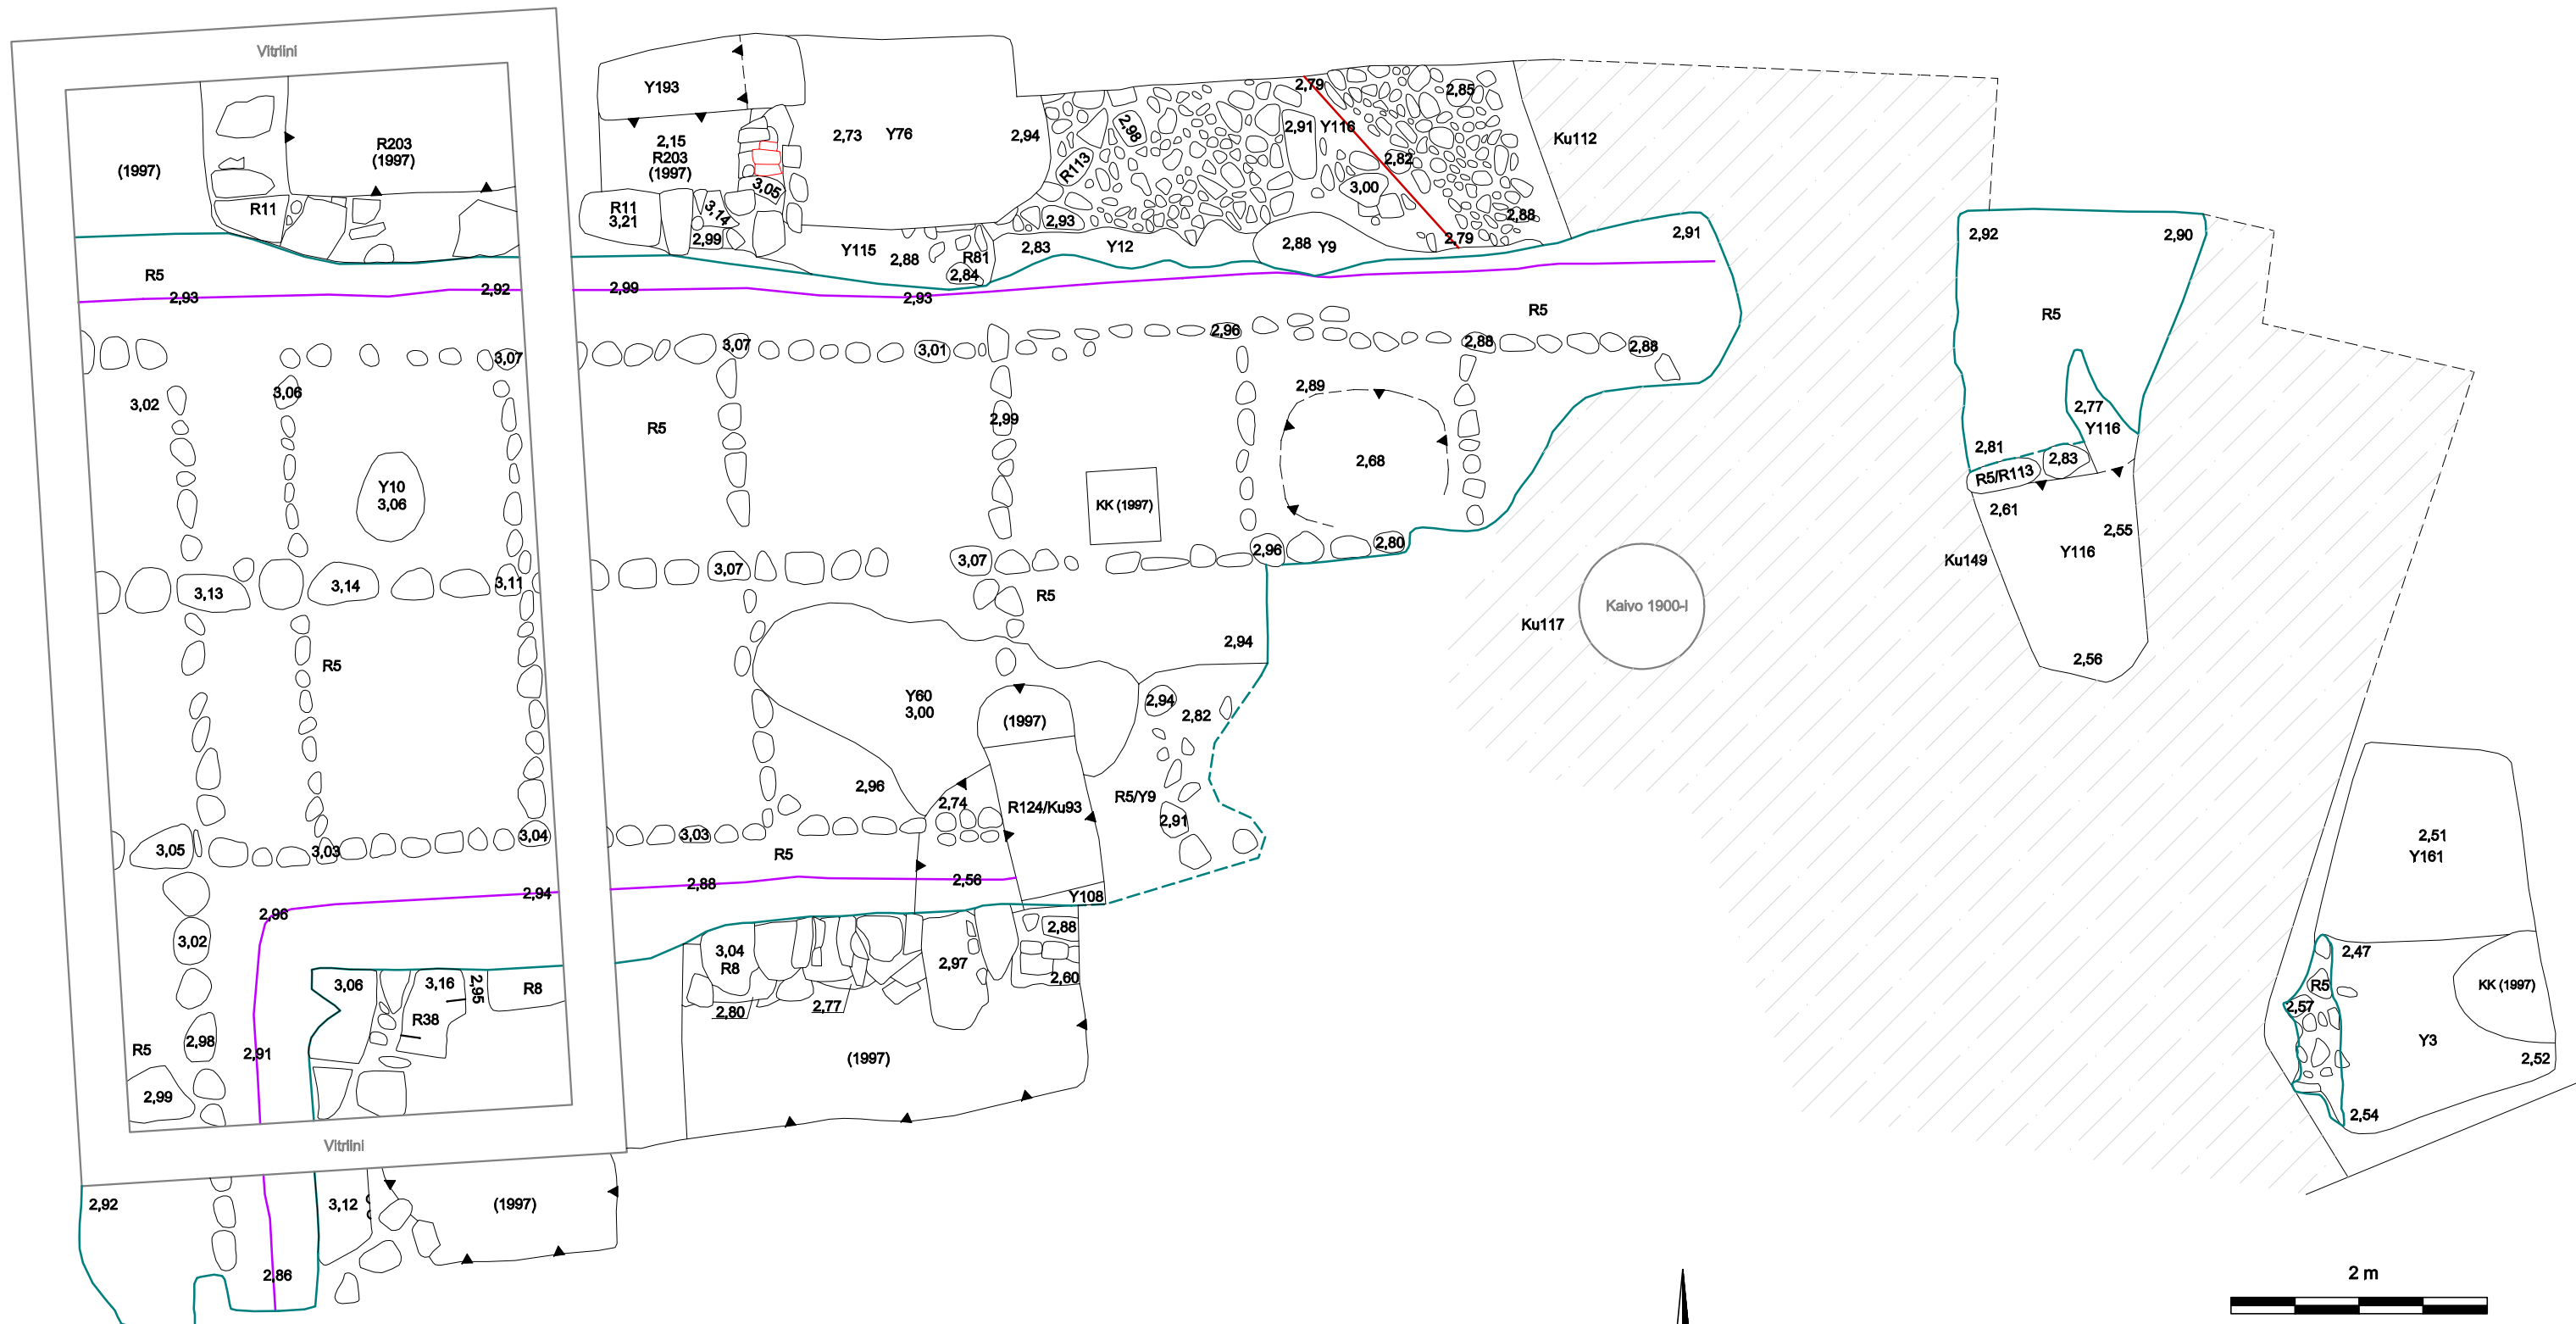 Vitriini
(1997)
R203
(1997)
R11
R5
2,93
2,92
3,07
3,06
3,02
Y10
3,06
3,13
3,14
3,11
R5
3,05
3,03
3,04
2,96
2,94
3,02
2,98
2,91
R5
2,99
3,06
3,16
2,95
R8
R38
Vitriini
2,92
3,12
(1997)
2,86
Y193
2,15
R203
(1997)
3,05
R11
3,21
3,14
2,99
2,73
Y76
2,94
Y115
2,88
R81
2,84
2,83
Y12
2,93
R113
2,98
2,91
Y116
2,79
2,85
2,82
3,00
2,88
2,79
2,88
Y9
Ku112
2,91
2,99
2,93
R5
3,07
3,01
2,96
2,88
2,88
R5
2,99
2,89
2,68
KK (1997)
3,07
3,07
2,96
2,80
R5
2,94
Ku117
Kaivo 1900-l
Y60
3,00
(1997)
2,94
2,82
2,96
2,74
R124/Ku93
R5/Y9
2,91
3,03
R5
2,88
2,56
Y108
3,04
R8
2,97
2,88
2,60
2,80
2,77
(1997)
2,92
2,90
R5
2,77
Y116
2,81
2,83
R5/R113
2,61
2,55
Y116
Ku149
2,56
2,51
Y161
2,47
R5
2,57
KK (1997)
Y3
2,52
2,54
2 m